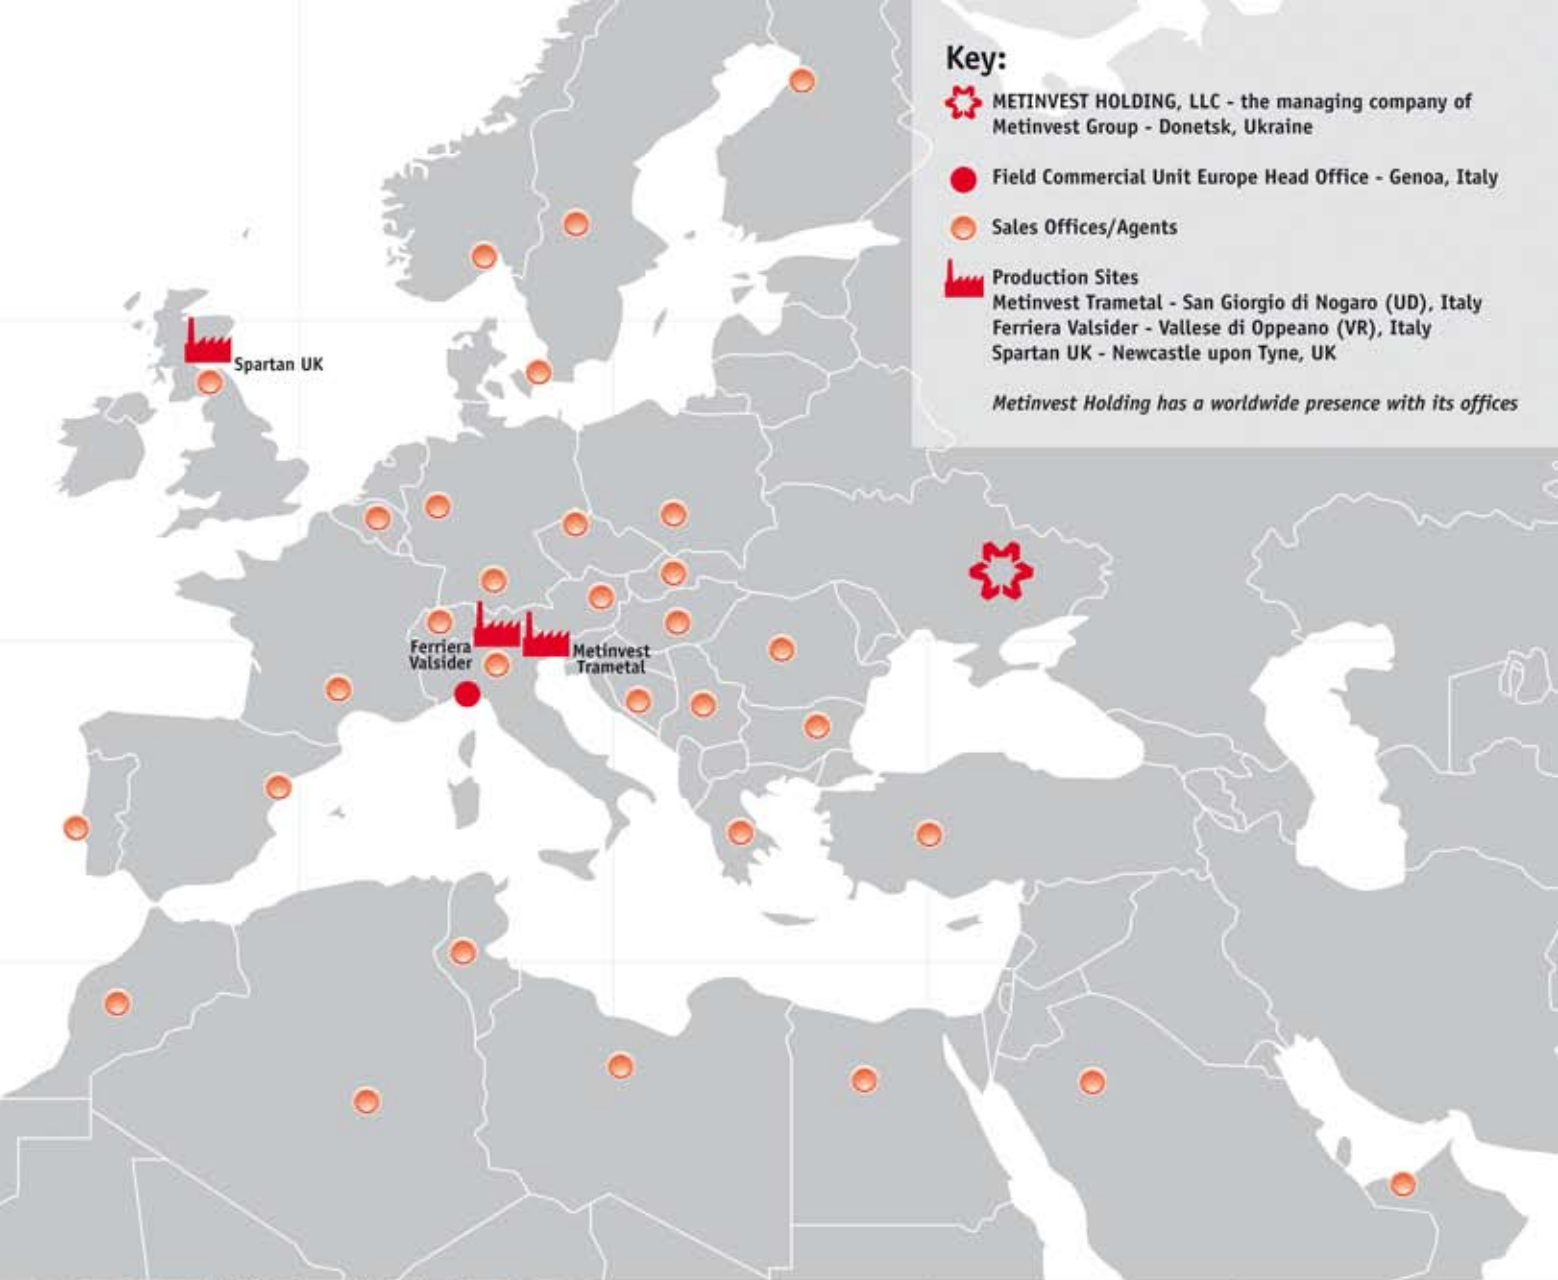 Key:
METINVEST HOLDING, LLC - the managing company of
Metinvest Group - Donetsk, Ukraine
Field Commercial Unit Europe Head Office - Genoa, Italy
Sales Offices/Agents
Production Sites
Metinvest Trametal - San Giorgio di Nogaro (UD), Italy
Ferriera Valsider - Vallese di Oppeano (VR), Italy
Spartan UK - Newcastle upon Tyne, UK
Metinvest Holding has a worldwide presence with its offices
Spartan UK
Ferriera
Valsider
Metinvest
Trametal